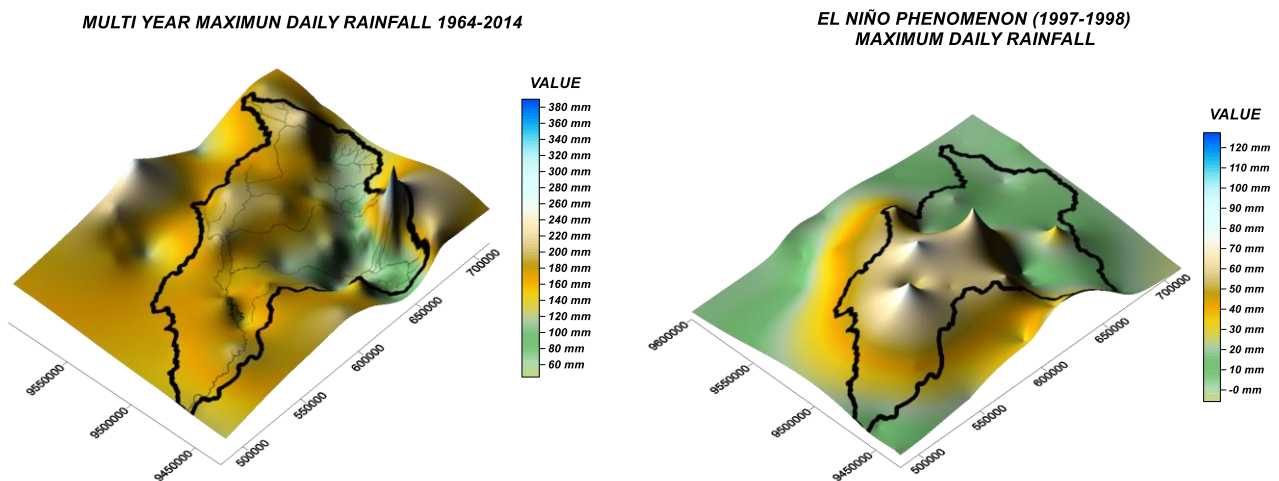 MULTI YEAR MAXIMUN DAILY RAINFALL 1964-2014
VALUE
380 mm
360 mm
340 mm
320 mm
300 mm
280 mm
260 mm
240 mm
220 mm
200 mm
180 mm
160 mm
140 mm
120 mm
100 mm
80 mm
60 mm
9550000
9500000
9450000
500000
550000
600000
650000
700000
EL NIÑO PHENOMENON (1997-1998)
MAXIMUM DAILY RAINFALL
VALUE
120 mm
110 mm
100 mm
90 mm
80 mm
70 mm
60 mm
50 mm
40 mm
30 mm
20 mm
10 mm
-0 mm
9600000
9550000
9500000
9450000
500000
550000
600000
650000
700000